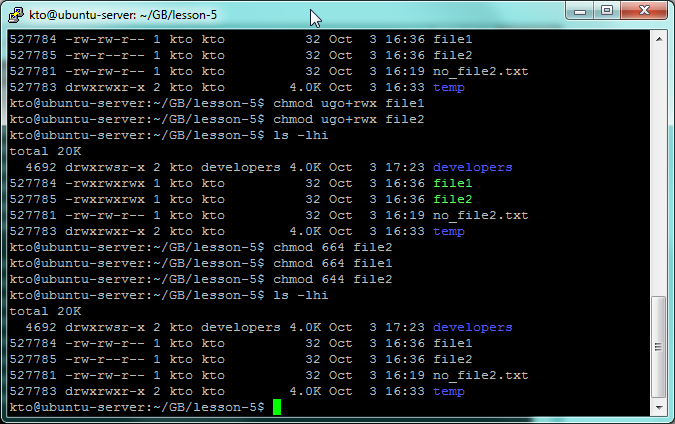 kto@ubuntu-server: ~/GB/lesson-5
527784 -rw-rw-r-- 1 kto kto 32 Oct 3 16:36 file1
527785 -rw-r--r-- 1 kto kto 32 Oct 3 16:36 file2
527781 -rw-rw-r-- 1 kto kto 32 Oct 3 16:19 no_file2.txt
527783 drwxrwxr-x 2 kto kto 4.0K Oct 3 16:33 temp
kto@ubuntu-server:~/GB/lesson-5$ chmod ugo+rwx file1
kto@ubuntu-server:~/GB/lesson-5$ chmod ugo+rwx file2
kto@ubuntu-server:~/GB/lesson-5$ ls -lhi
total 20K
4692 drwxrwsr-x 2 kto developers 4.0K Oct 3 17:23 developers
527784 -rwxrwxrwx 1 kto kto 32 Oct 3 16:36 file1
527785 -rwxrwxrwx 1 kto kto 32 Oct 3 16:36 file2
527781 -rw-rw-r-- 1 kto kto 32 Oct 3 16:19 no_file2.txt
527783 drwxrwxr-x 2 kto kto 4.0K Oct 3 16:33 temp
kto@ubuntu-server:~/GB/lesson-5$ chmod 664 file2
kto@ubuntu-server:~/GB/lesson-5$ chmod 664 file1
kto@ubuntu-server:~/GB/lesson-5$ chmod 644 file2
kto@ubuntu-server:~/GB/lesson-5$ ls -lhi
total 20K
4692 drwxrwsr-x 2 kto developers 4.0K Oct 3 17:23 developers
527784 -rw-rw-r-- 1 kto kto 32 Oct 3 16:36 file1
527785 -rw-r--r-- 1 kto kto 32 Oct 3 16:36 file2
527781 -rw-rw-r-- 1 kto kto 32 Oct 3 16:19 no_file2.txt
527783 drwxrwxr-x 2 kto kto 4.0K Oct 3 16:33 temp
kto@ubuntu-server:~/GB/lesson-5$